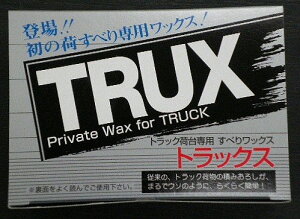 登場!!
初の荷すべり専用ワックス!
TRUX
Private Wax for TRUCK
トラック荷台専用 すべりワックス
トラックス
従来の、トラック荷物の積みおろしが、
まるでウソのように、らくらく簡単!
※裏面をよく読んでご使用下さい。